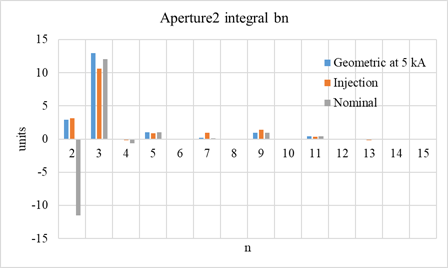 Aperture2 integral bn
15
10
5
0
-5
-10
-15
units
2 3 4 5 6 7 8 9 10 11 12 13 14 15
n
Geometric at 5 kA
Injection
Nominal